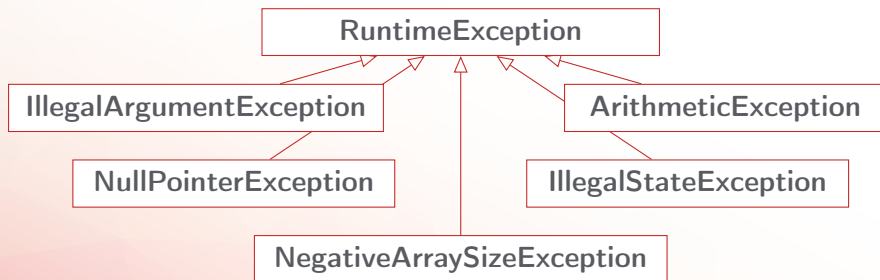 RuntimeException
IllegalArgumentException
ArithmeticException
NullPointerException
IllegalStateException
NegativeArraySizeException